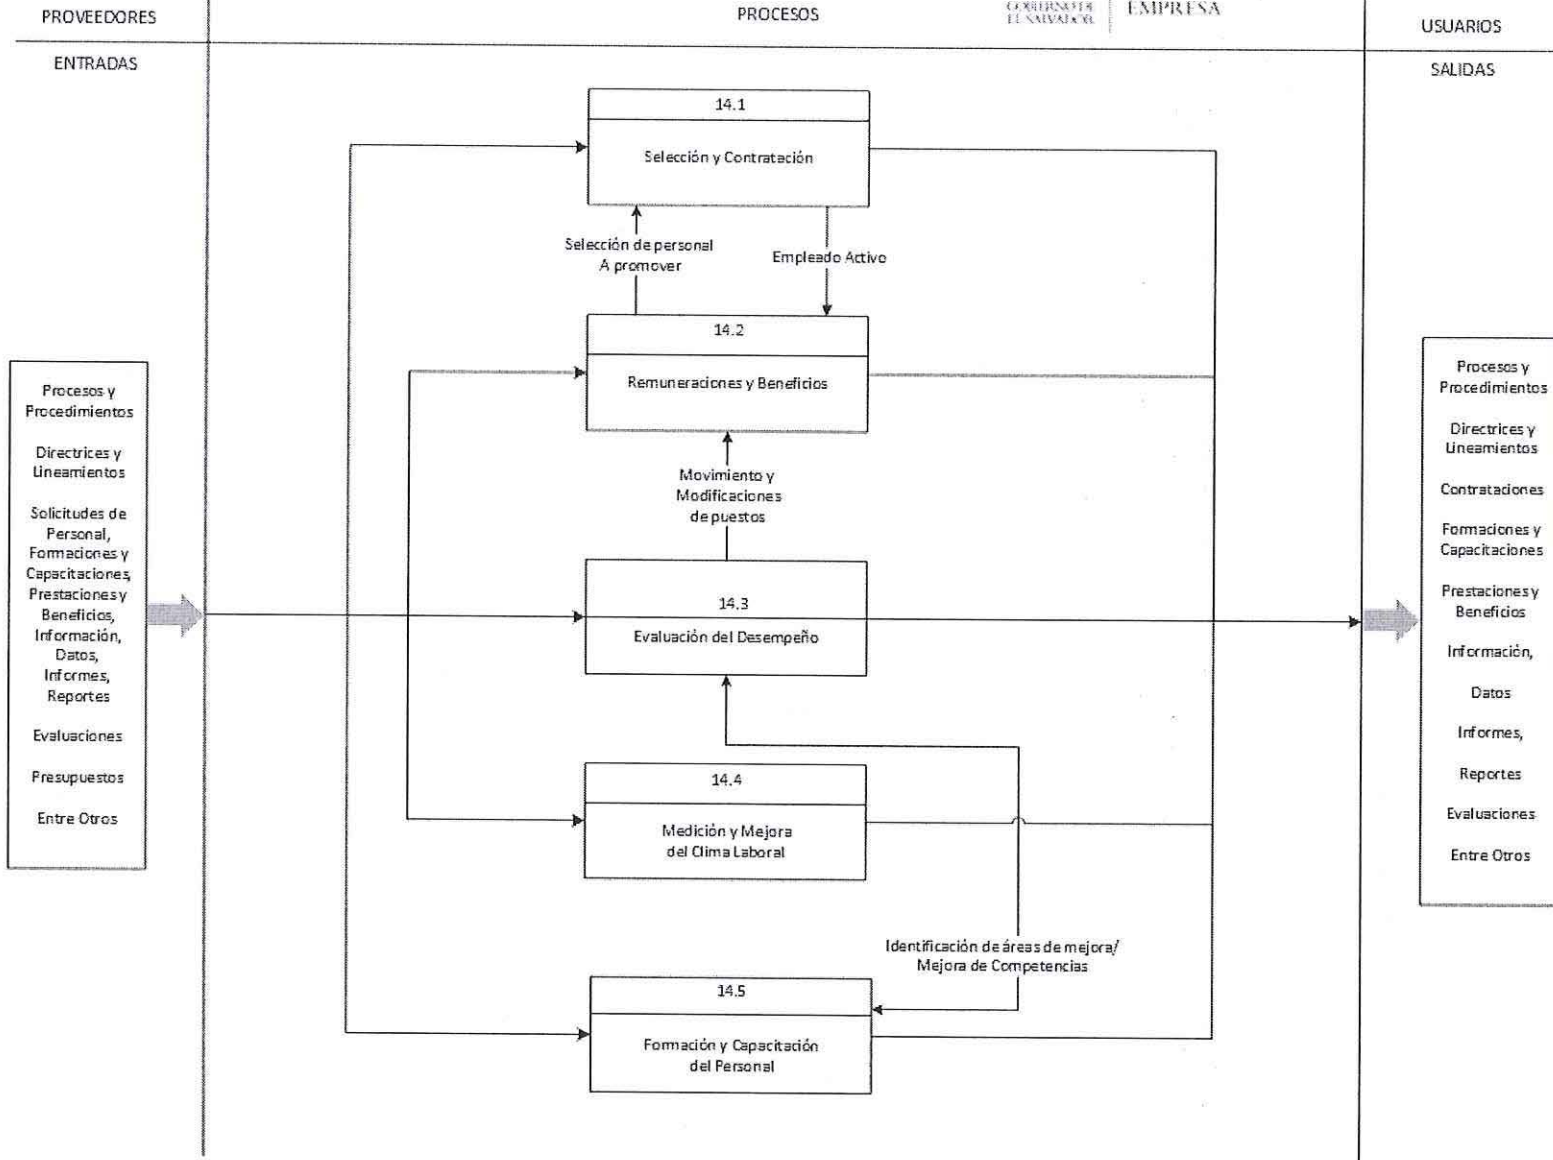 PROVEEDORES
PROCESOS
GOBIERNO DE
EL SALVADOR
EMPRESA
USUARIOS
ENTRADAS
SALIDAS
14.1
Selección y Contratación
Selección de personal
A promover
Empleado Activo
14.2
Remuneraciones y Beneficios
Movimiento y
Modificaciones
de puestos
14.3
Evaluación del Desempeño
14.4
Medición y Mejora
del Clima Laboral
Identificación de áreas de mejora/
Mejora de Competencias
14.5
Formación y Capacitación
del Personal
Procesos y
Procedimientos
Directrices y
Lineamientos
Solicitudes de
Personal,
Formaciones y
Capacitaciones,
Prestaciones y
Beneficios,
Información,
Datos,
Informes,
Reportes
Evaluaciones
Presupuestos
Entre Otros
Procesos y
Procedimientos
Directrices y
Lineamientos
Contrataciones
Formaciones y
Capacitaciones
Prestaciones y
Beneficios
Información,
Datos
Informes,
Reportes
Evaluaciones
Entre Otros